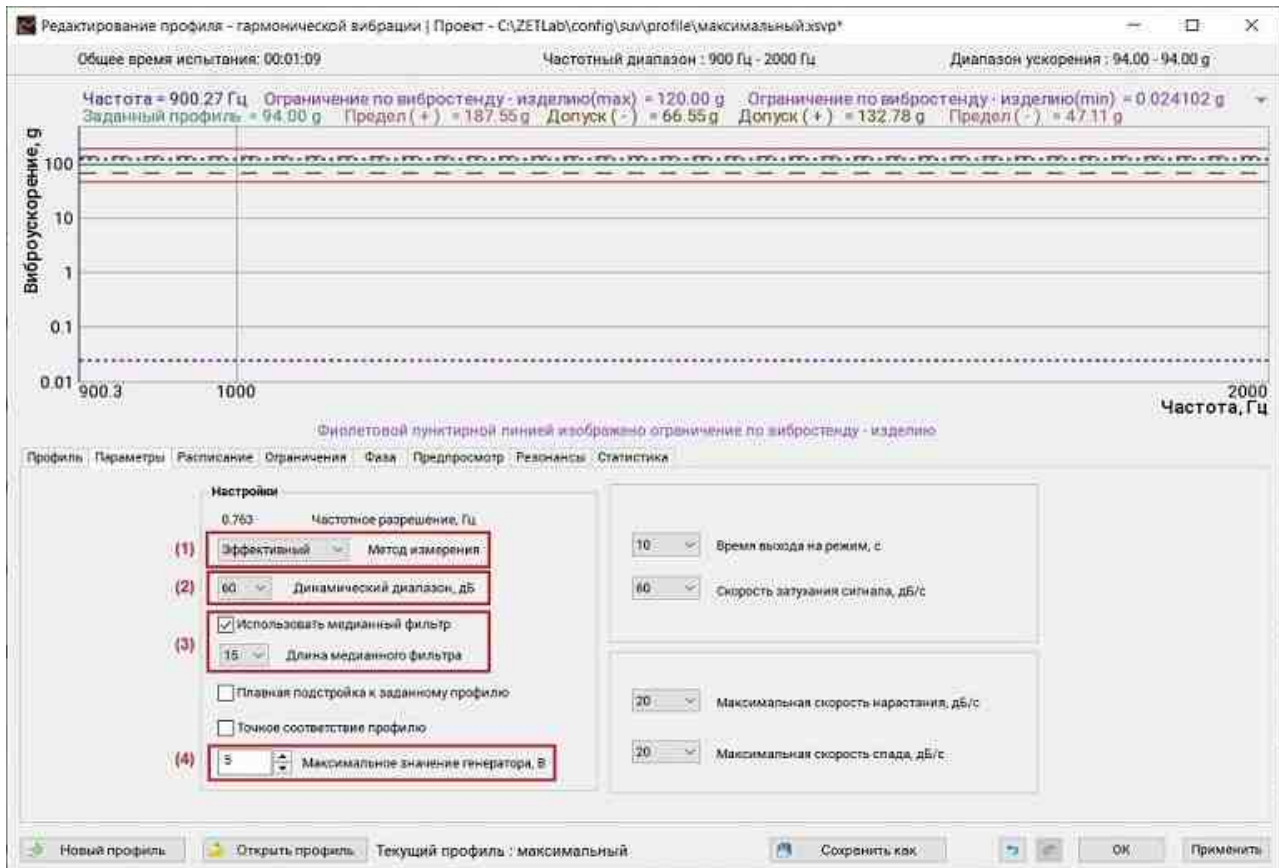 Редактирование профиля - гармонической вибрации | Проект - C:\ZETLab\config\suv\profile\максимальный.xsvp*
Общее время испытания: 00:01:09 Частотный диапазон : 900 Гц - 2000 Гц Диапазон ускорения : 94.00 - 94.00 g
Частота = 900.27 Гц Ограничение по вибростенду - изделию(max) = 120.00 g Ограничение по вибростенду - изделию(min) = 0.024102 g
Заданный профиль = 94.00 g Предел ( + ) = 187.55 g Допуск ( - ) = 66.55 g Допуск ( + ) = 132.78 g Предел ( - ) = 47.11 g
Виброускорение, g
100
10
1
0.1
0.01
900.3 1000 2000
Частота, Гц
Фиолетовой пунктирной линией изображено ограничение по вибростенду - изделию
Профиль Параметры Расписание Ограничения Фаза Предпросмотр Резонансы Статистика
Настройки
0.763 Частотное разрешение, Гц
(1) Эффективный Метод измерения
10 Время выхода на режим, с
(2) 60 Динамический диапазон, дБ
60 Скорость затухания сигнала, дБ/с
(3) Использовать медианный фильтр
15 Длина медианного фильтра
Плавная подстройка к заданному профилю
20 Максимальная скорость нарастания, дБ/с
Точное соответствие профилю
20 Максимальная скорость спада, дБ/с
(4) 5 Максимальное значение генератора, В
Новый профиль Открыть профиль Текущий профиль : максимальный Сохранить как ОК Применить